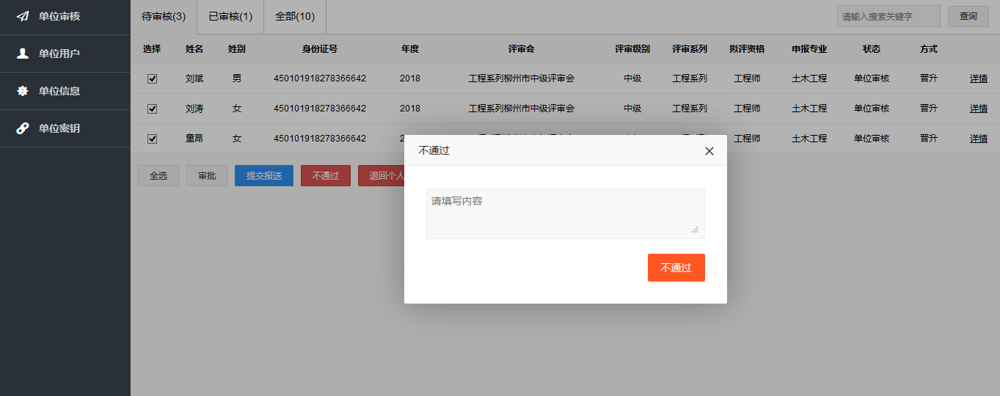 单位审核
单位用户
单位信息
单位密钥
待审核(3) 已审核(1) 全部(10) 请输入搜索关键字 查询
选择 姓名 姓别 身份证号 年度 评审会 评审级别 评审系列 拟评资格 申报专业 状态 方式
刘斌 男 450101918278366642 2018 工程系列柳州市中级评审会 中级 工程系列 工程师 土木工程 单位审核 晋升 详情
刘涛 女 450101918278366642 2018 工程系列柳州市中级评审会 中级 工程系列 工程师 土木工程 单位审核 晋升 详情
童昂 女 450101918278366642 工程师 土木工程 单位审核 晋升 详情
全选 审批 提交报送 不通过 退回个人
不通过
请填写内容
不通过